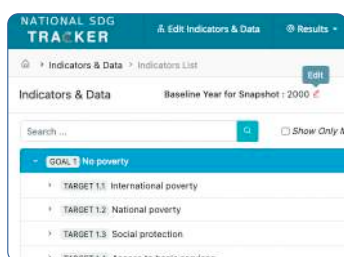 NATIONAL SDG
TRACKER
Edit Indicators & Data
Results
Indicators & Data > Indicators List
Edit
Indicators & Data
Baseline Year for Snapshot : 2000
Search ...
Show Only
GOAL 1 No poverty
TARGET 1.1 International poverty
TARGET 1.2 National poverty
TARGET 1.3 Social protection